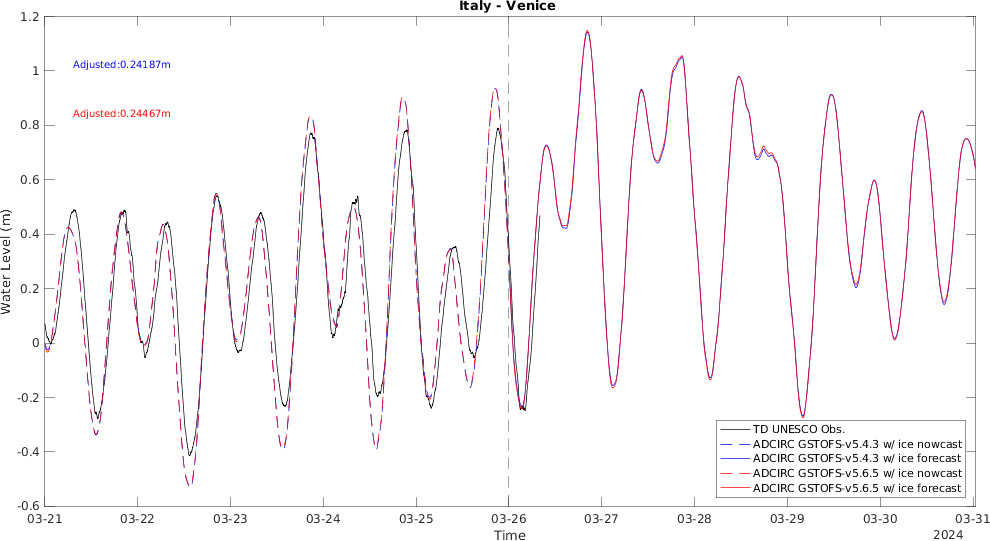 Italy - Venice
Adjusted:0.24187m
Adjusted:0.24467m
Water Level (m)
1.2
1
0.8
0.6
0.4
0.2
0
-0.2
-0.4
-0.6
TD UNESCO Obs.
ADCIRC GSTOFS-v5.4.3 w/ ice nowcast
ADCIRC GSTOFS-v5.4.3 w/ ice forecast
ADCIRC GSTOFS-v5.6.5 w/ ice nowcast
ADCIRC GSTOFS-v5.6.5 w/ ice forecast
03-21 03-22 03-23 03-24 03-25 03-26 03-27 03-28 03-29 03-30 03-31
Time
2024